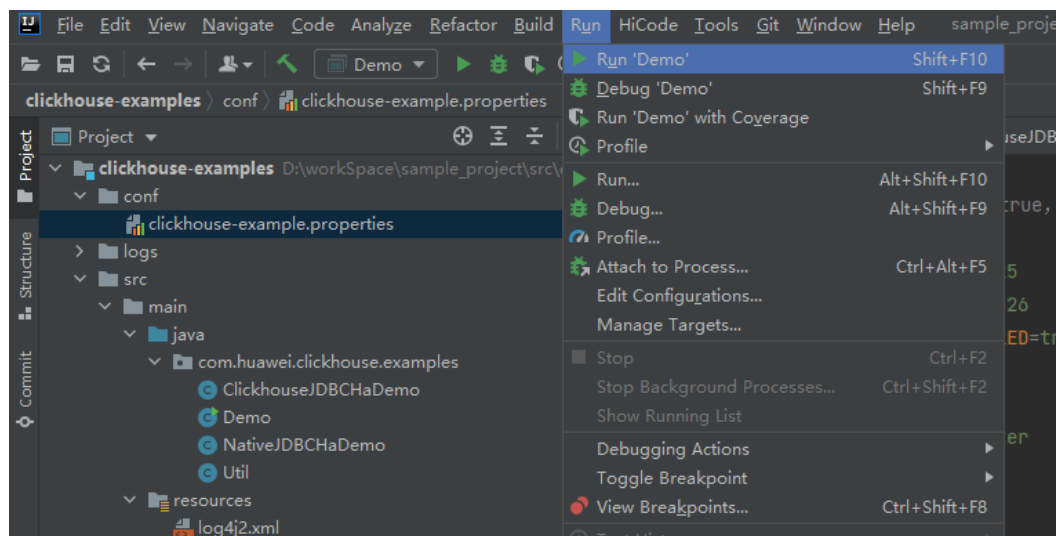 File Edit View Navigate Code Analyze Refactor Build Run HiCode Tools Git Window Help sample_proje
Demo
clickhouse-examples conf clickhouse-example.properties
Project
clickhouse-examples D:\workSpace\sample_project\src\
conf
clickhouse-example.properties
logs
src
main
java
com.huawei.clickhouse.examples
ClickhouseJDBCHaDemo
Demo
NativeJDBCHaDemo
Util
resources
log4j2.xml
Project
Structure
Commit
Run 'Demo' Shift+F10
Debug 'Demo' Shift+F9
Run 'Demo' with Coverage
Profile
Run... Alt+Shift+F10
Debug... Alt+Shift+F9
Profile...
Attach to Process... Ctrl+Alt+F5
Edit Configurations...
Manage Targets...
Stop Ctrl+F2
Stop Background Processes... Ctrl+Shift+F2
Show Running List
Debugging Actions
Toggle Breakpoint
View Breakpoints... Ctrl+Shift+F8
useJDB
true,
5
26
ED=tr
er